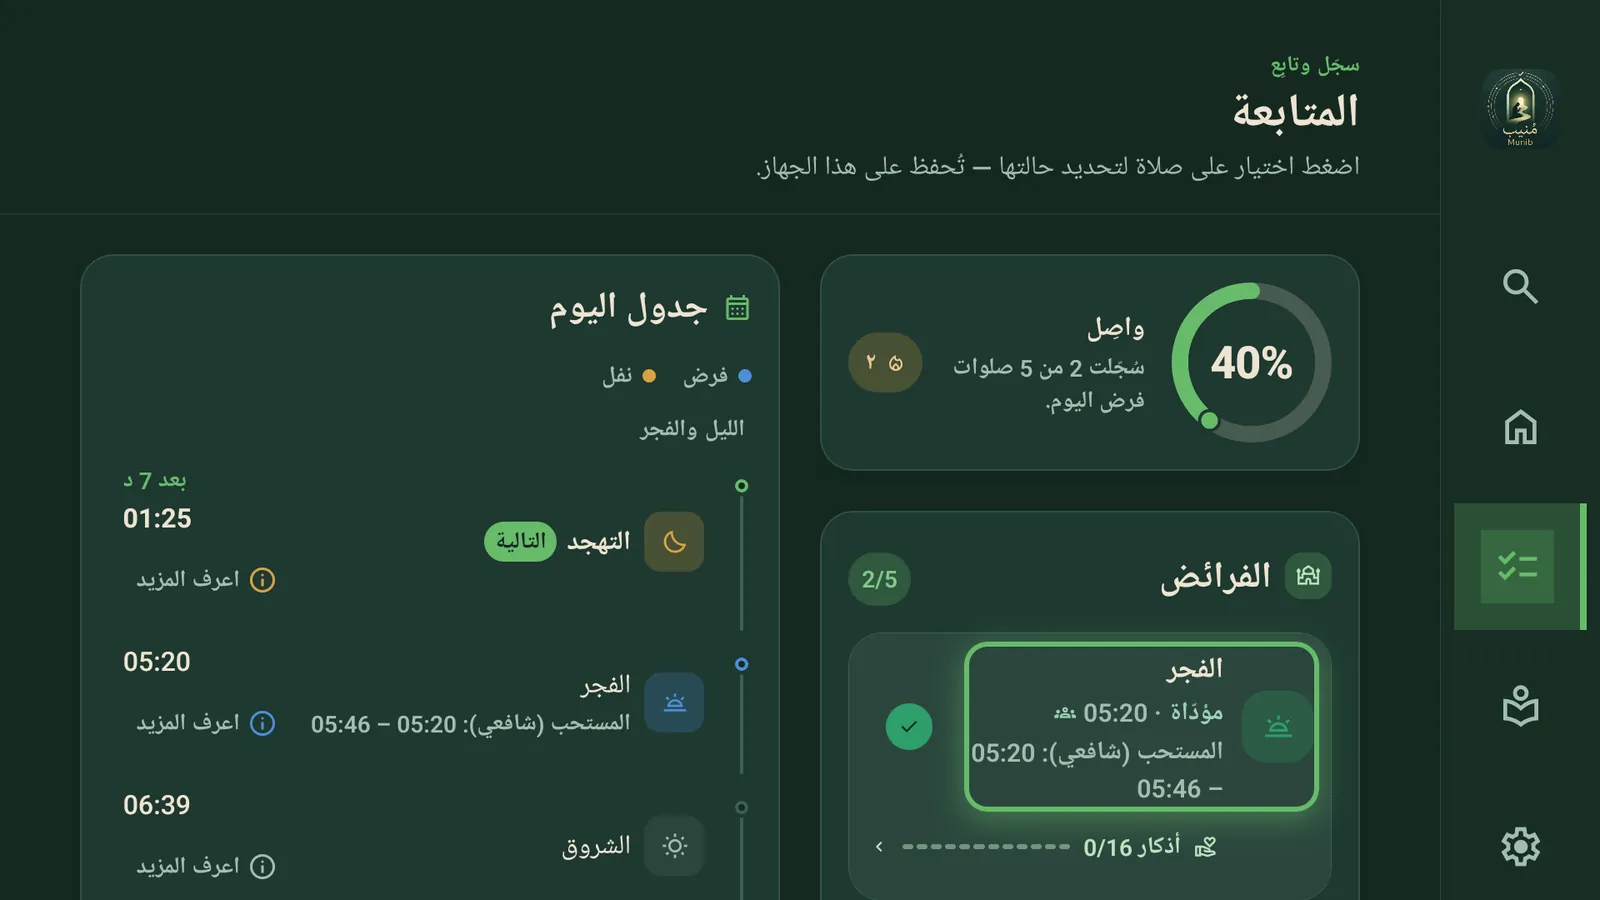 مُنيب
Munib
سجَل وتابع
المتابعة
اضغط اختيار على صلاة لتحديد حالتها — تُحفظ على هذا الجهاز.
40%
واصِل
سُجّلت 2 من 5 صلوات
فرض اليوم.
٢
الفرائض
2/5
الفجر
مؤدّاة · 05:20
المستحب (شافعي): 05:20
– 05:46
أذكار 0/16
جدول اليوم
فرض
نفل
الليل والفجر
بعد 7 د
01:25
التهجد
التالية
اعرف المزيد
05:20
الفجر
المستحب (شافعي): 05:20 – 05:46
اعرف المزيد
06:39
الشروق
اعرف المزيد